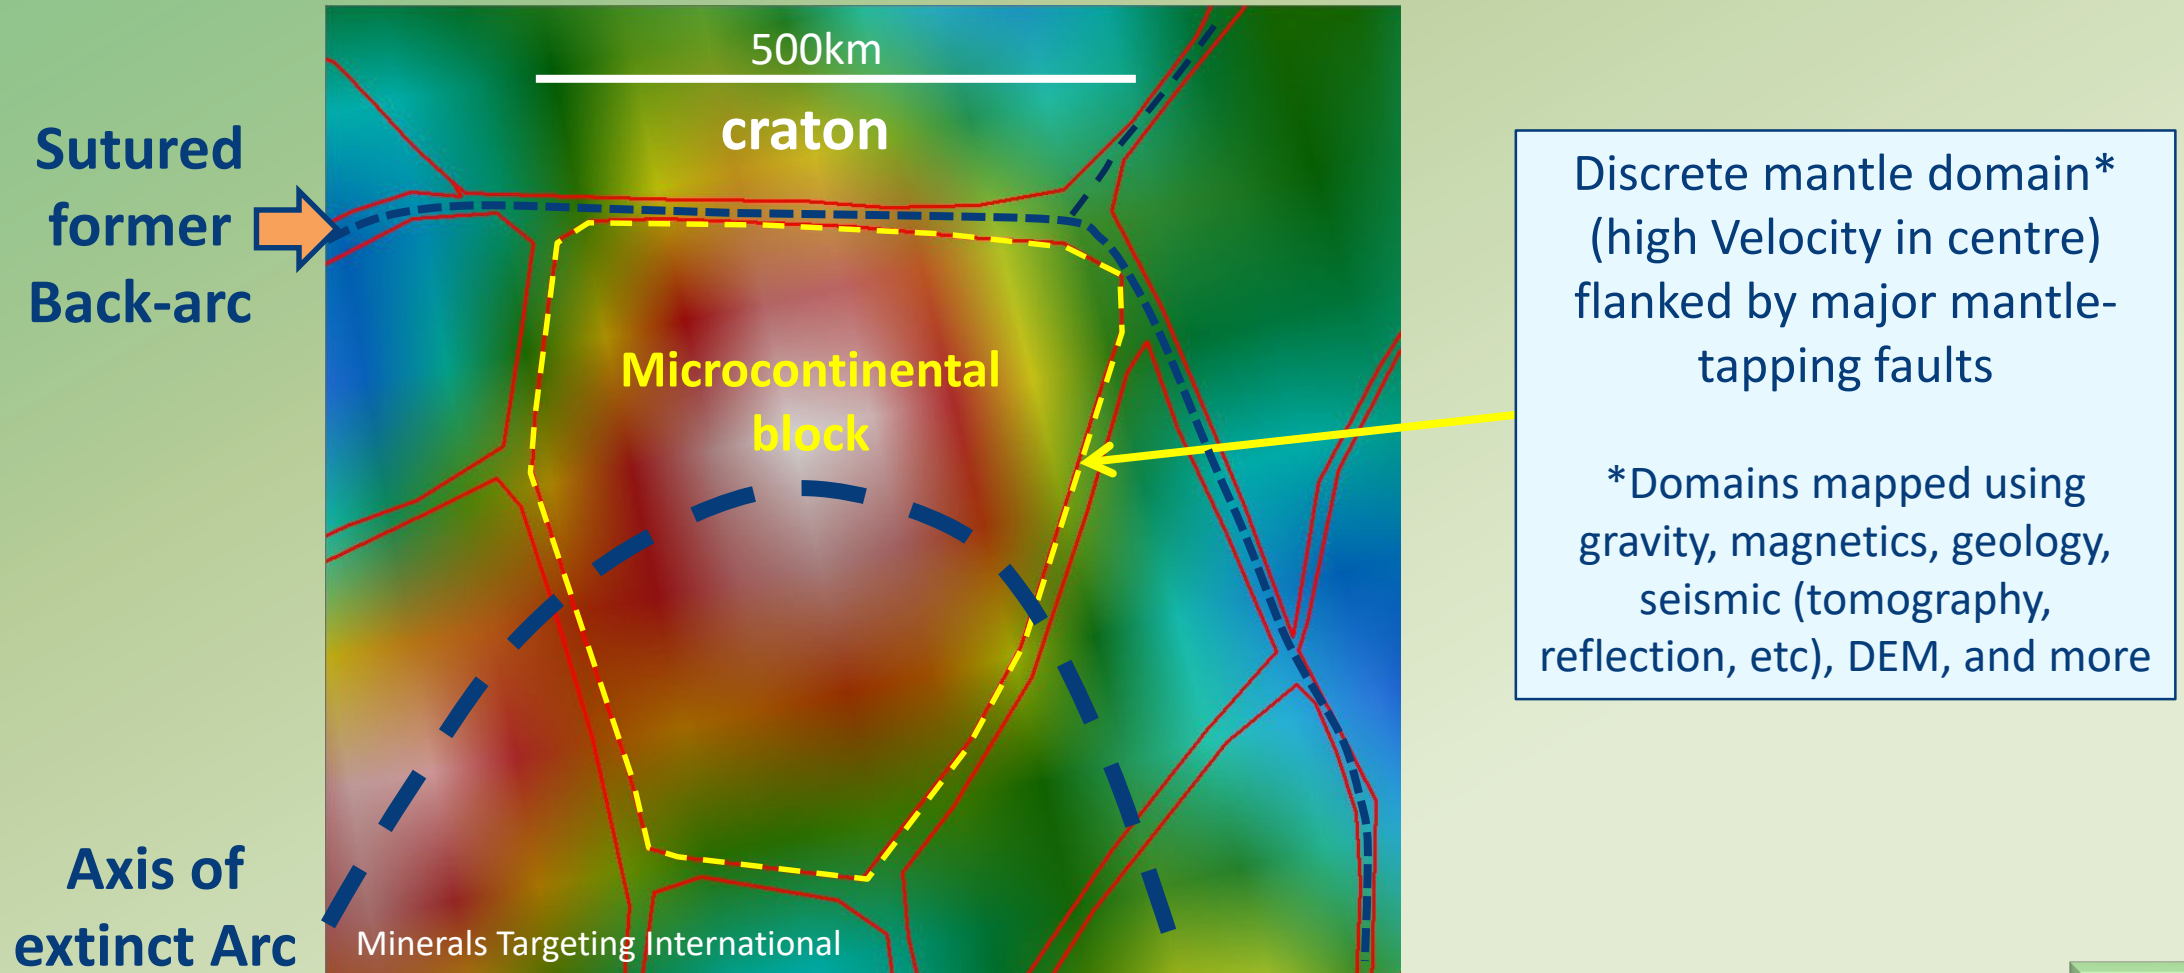 500km
craton
Sutured
former
Back-arc
Microcontinental
block
Axis of
extinct Arc
Minerals Targeting International
Discrete mantle domain*
(high Velocity in centre)
flanked by major mantle-
tapping faults
*Domains mapped using
gravity, magnetics, geology,
seismic (tomography,
reflection, etc), DEM, and more